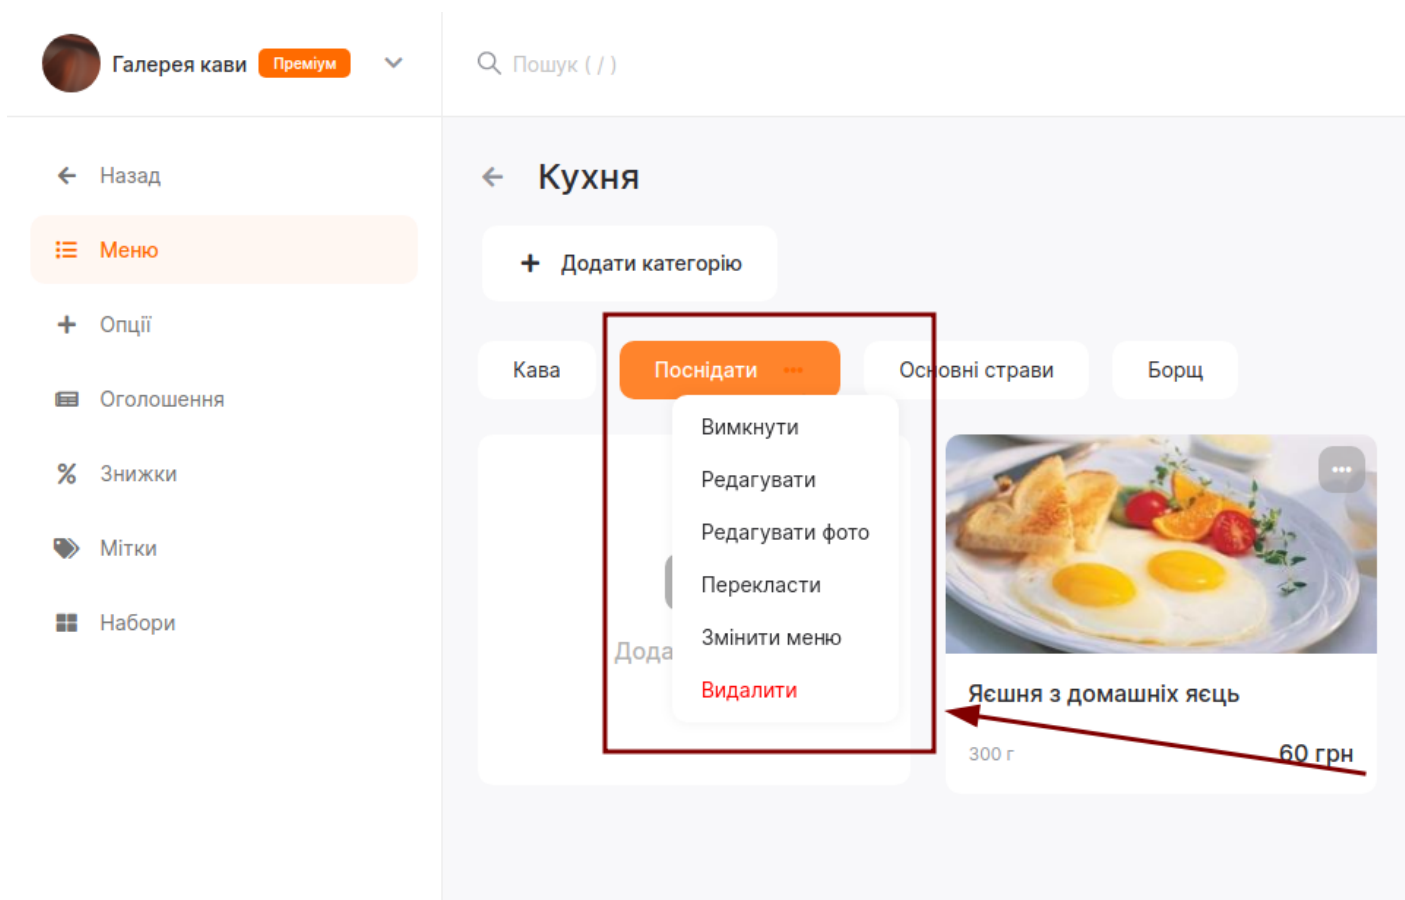 Галерея кави Преміум
Пошук ( / )
Назад
Меню
Опції
Оголошення
Знижки
Мітки
Набори
Кухня
Додати категорію
Кава Поснідати Основні страви Борщ
Вимкнути
Редагувати
Редагувати фото
Перекласти
Змінити меню
Видалити
Дода
Яєшня з домашніх яєць
300 г 60 грн